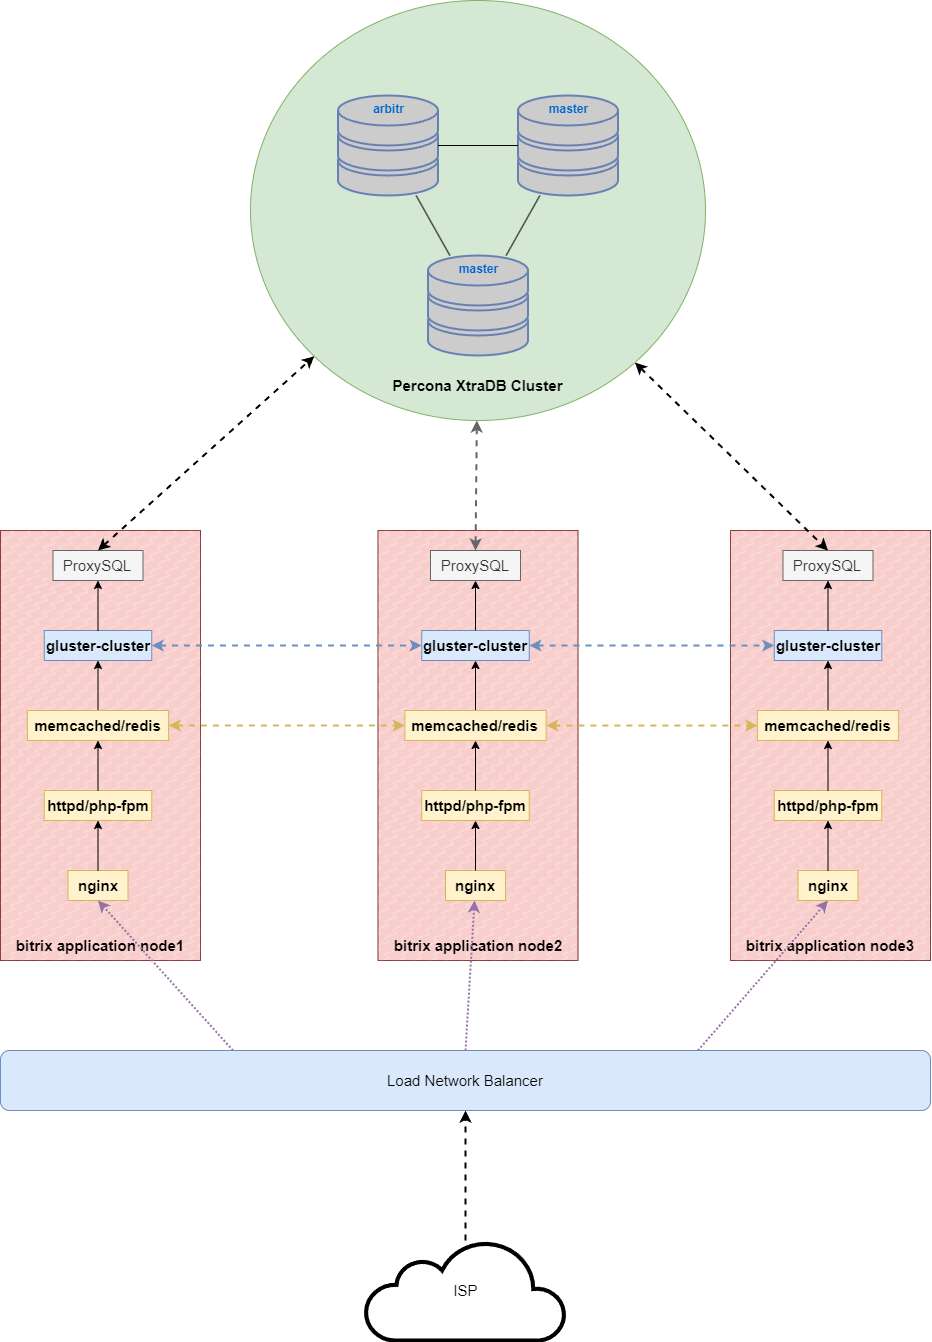 arbitr
master
master
Percona XtraDB Cluster
ProxySQL
ProxySQL
ProxySQL
gluster-cluster
gluster-cluster
gluster-cluster
memcached/redis
memcached/redis
memcached/redis
httpd/php-fpm
httpd/php-fpm
httpd/php-fpm
nginx
nginx
nginx
bitrix application node1
bitrix application node2
bitrix application node3
Load Network Balancer
ISP